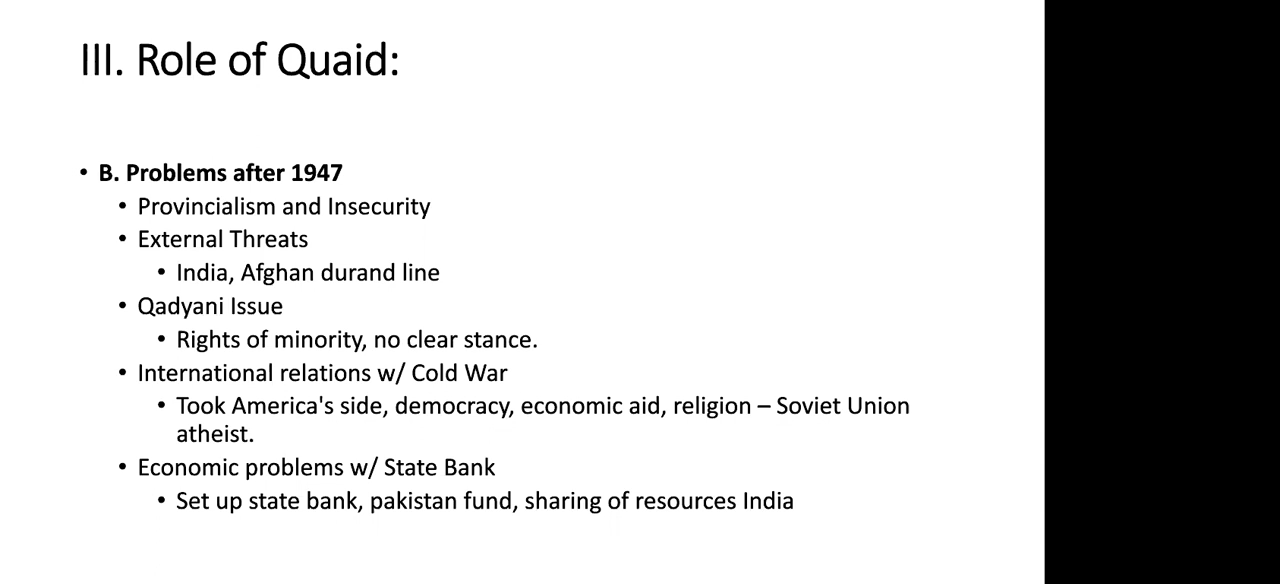 III. Role of Quaid:
• B. Problems after 1947
• Provincialism and Insecurity
• External Threats
• India, Afghan durand line
• Qadyani Issue
• Rights of minority, no clear stance.
• International relations w/ Cold War
• Took America's side, democracy, economic aid, religion – Soviet Union
atheist.
• Economic problems w/ State Bank
• Set up state bank, pakistan fund, sharing of resources India